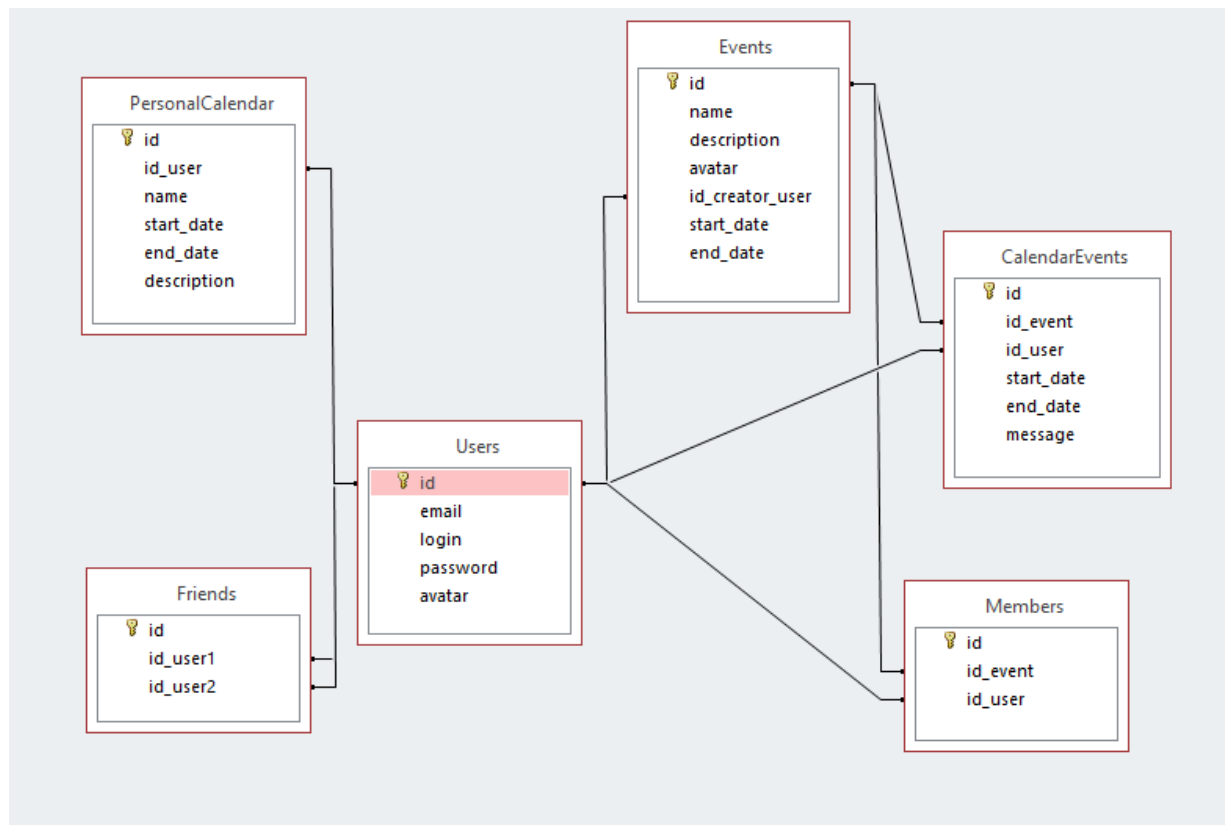 PersonalCalendar
id
id_user
name
start_date
end_date
description
Events
id
name
description
avatar
id_creator_user
start_date
end_date
CalendarEvents
id
id_event
id_user
start_date
end_date
message
Users
id
email
login
password
avatar
Friends
id
id_user1
id_user2
Members
id
id_event
id_user